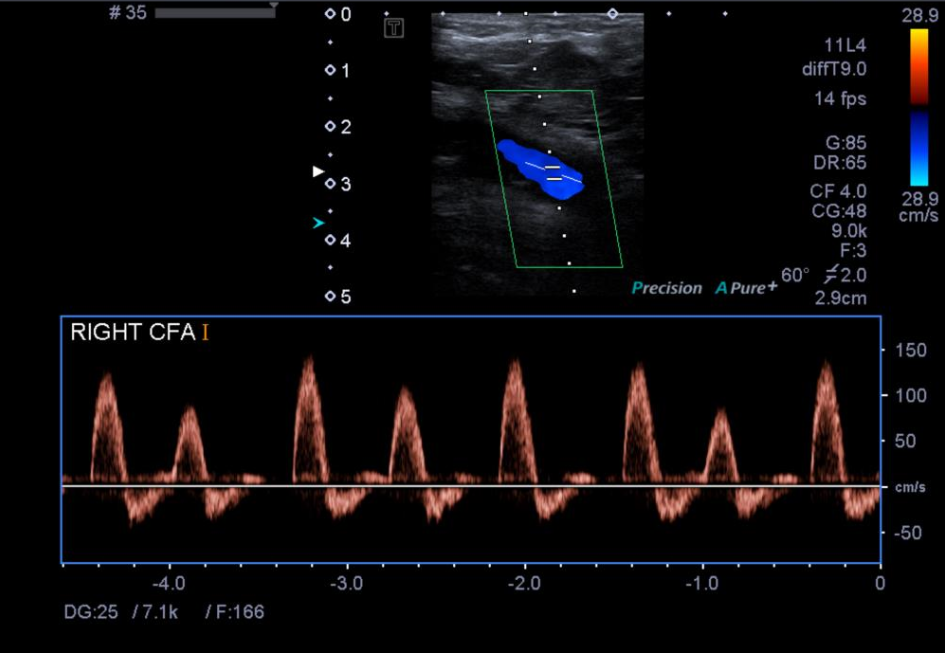 # 35
T
0
1
2
3
4
5
28.9
11L4
diffT9.0
14 fps
G:85
DR:65
CF 4.0
CG:48
9.0k
F:3
60° 2.0
2.9cm
28.9
cm/s
Precision A Pure+
RIGHT CFA
150
100
50
cm/s
-50
-4.0 -3.0 -2.0 -1.0 0
DG:25 / 7.1k / F:166